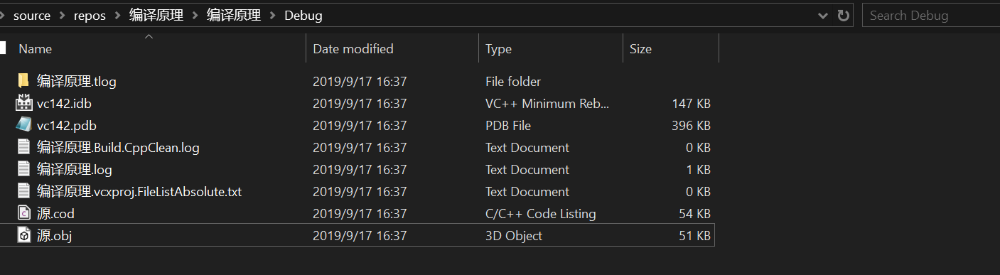 source repos 编译原理 编译原理 Debug Search Debug
Name Date modified Type Size
编译原理.tlog 2019/9/17 16:37 File folder
vc142.idb 2019/9/17 16:37 VC++ Minimum Reb... 147 KB
vc142.pdb 2019/9/17 16:37 PDB File 396 KB
编译原理.Build.CppClean.log 2019/9/17 16:37 Text Document 0 KB
编译原理.log 2019/9/17 16:37 Text Document 1 KB
编译原理.vcxproj.FileListAbsolute.txt 2019/9/17 16:37 Text Document 0 KB
源.cod 2019/9/17 16:37 C/C++ Code Listing 54 KB
源.obj 2019/9/17 16:37 3D Object 51 KB